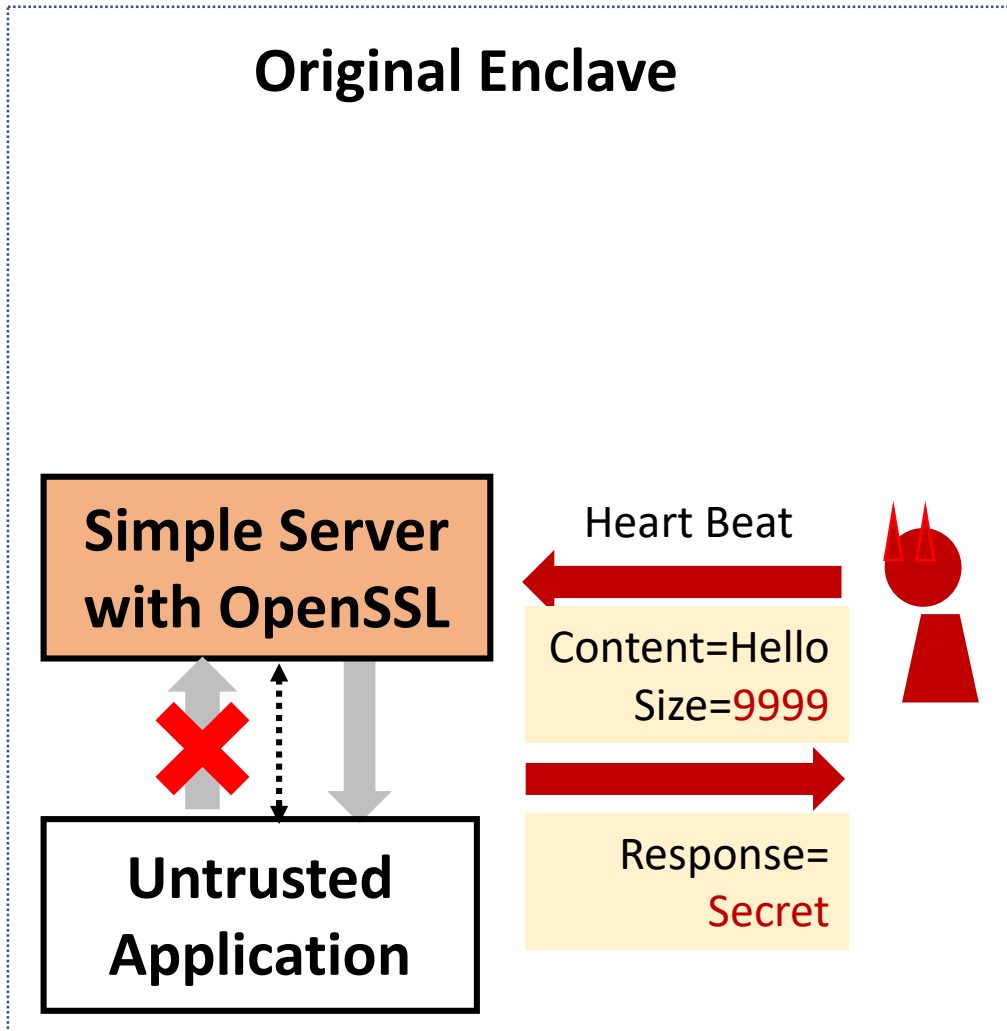 Original Enclave
Simple Server
with OpenSSL
Heart Beat
Content=Hello
Size=9999
Response=
Secret
Untrusted
Application